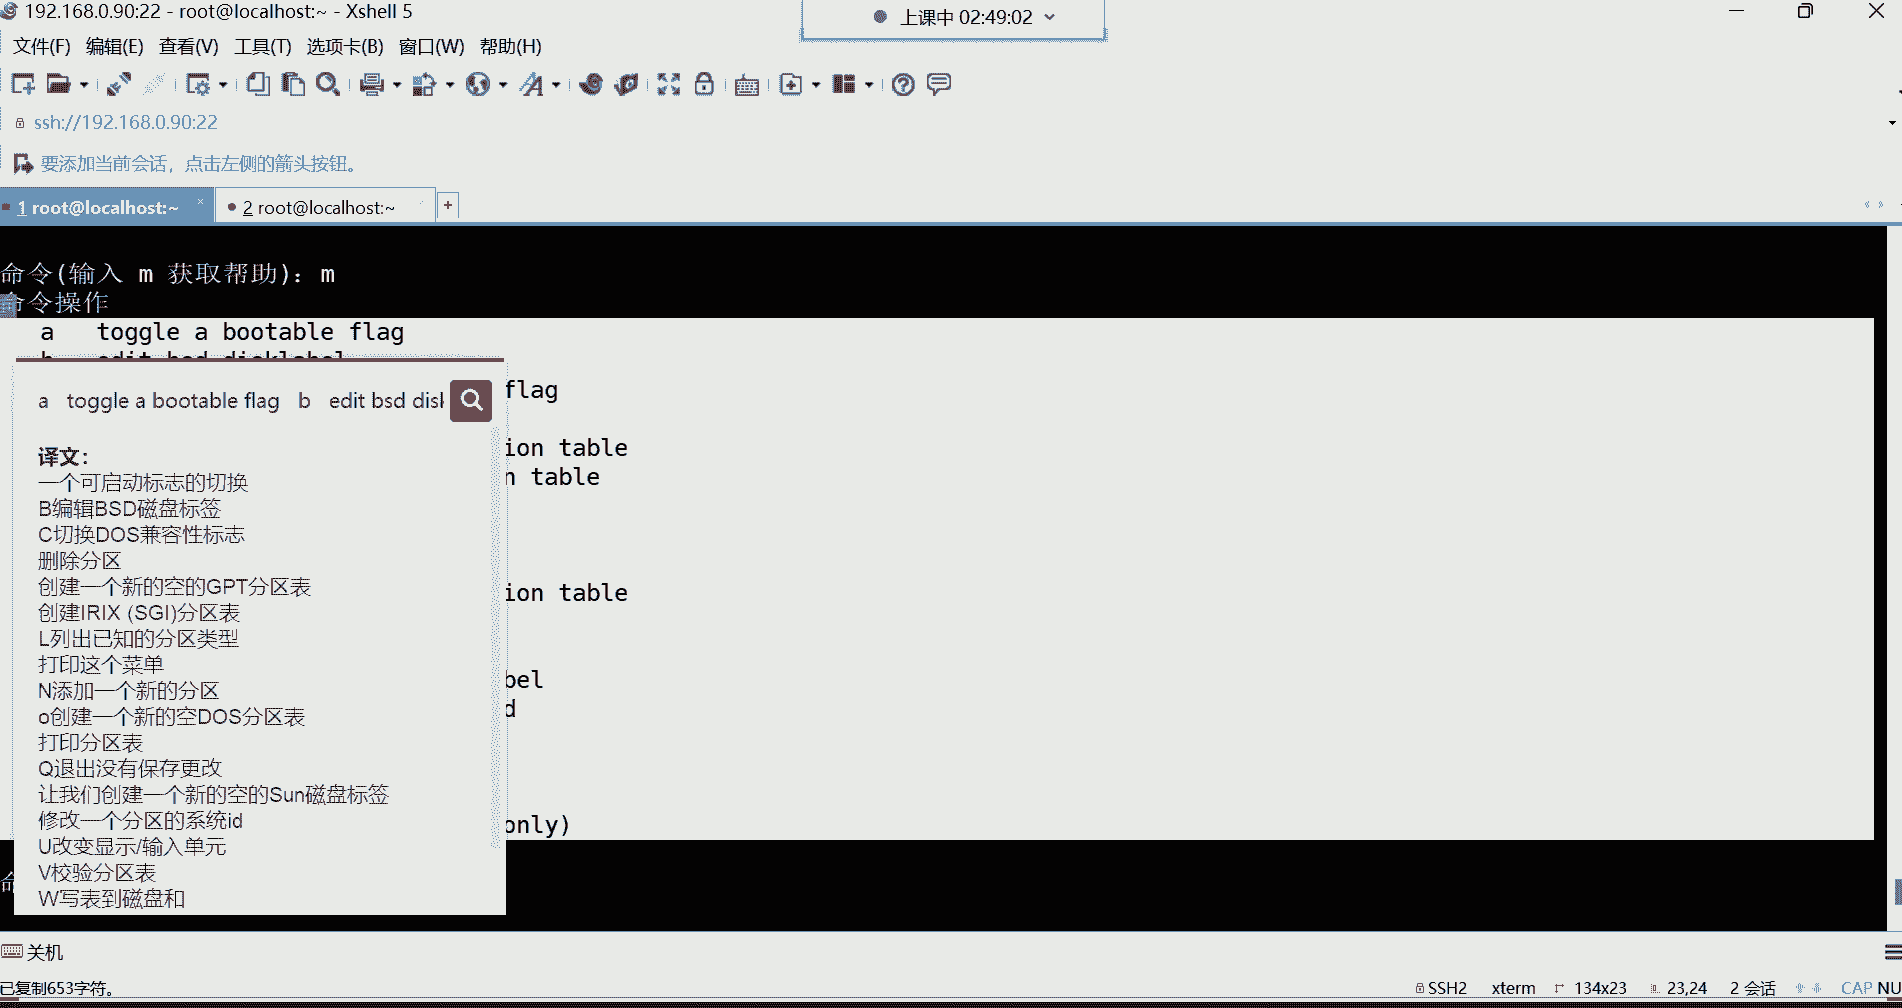 192.168.0.90:22 - root@localhost:~ - Xshell 5
上课中 02:49:02
文件(F) 编辑(E) 查看(V) 工具(T) 选项卡(B) 窗口(W) 帮助(H)
ssh://192.168.0.90:22
要添加当前会话，点击左侧的箭头按钮。
1 root@localhost:~
2 root@localhost:~
命令(输入 m 获取帮助)：m
命令操作
a toggle a bootable flag
b edit bsd disklabel
flag
ion table
n table
ion table
bel
d
only)
a toggle a bootable flag b edit bsd disk
译文：
一个可启动标志的切换
B编辑BSD磁盘标签
C切换DOS兼容性标志
删除分区
创建一个新的空的GPT分区表
创建IRIX (SGI)分区表
L列出已知的分区类型
打印这个菜单
N添加一个新的分区
o创建一个新的空DOS分区表
打印分区表
Q退出没有保存更改
让我们创建一个新的空的Sun磁盘标签
修改一个分区的系统id
U改变显示/输入单元
V校验分区表
W写表到磁盘和
命
关机
已复制653字符。
SSH2 xterm 134x23 23,24 2 会话 CAP NU